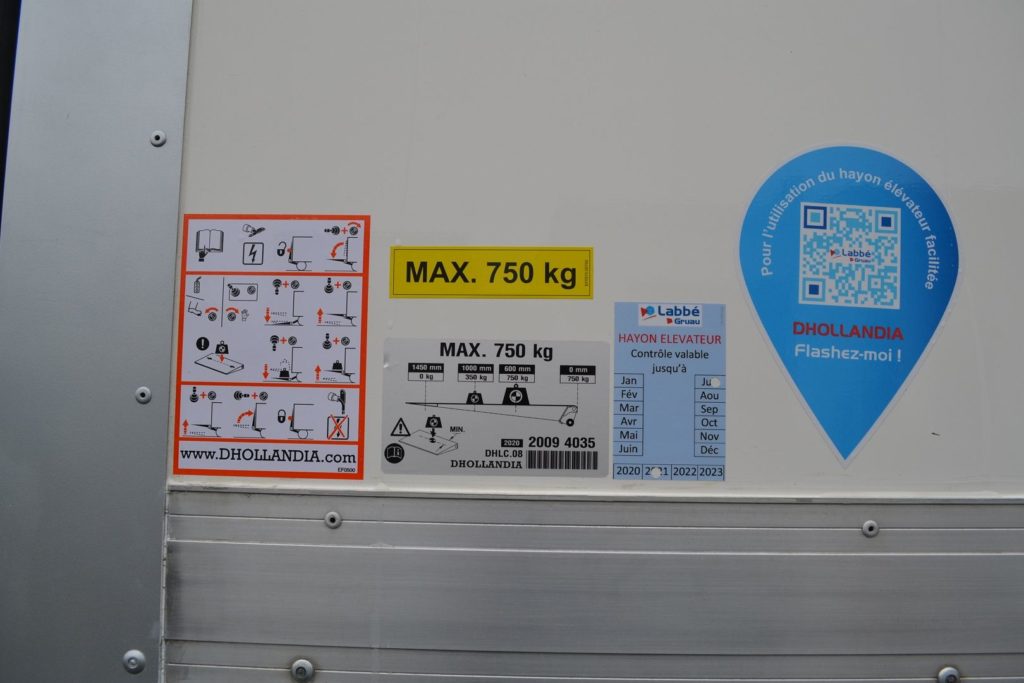 www.DHOLLANDIA.com
EF0500
MAX. 750 kg
MAX. 750 kg
1450 mm 1000 mm 600 mm 0 mm
0 kg 350 kg 750 kg 750 kg
MIN.
2020 2009 4035
DHLC.08
DHOLLANDIA
Labbé
Gruau
HAYON ELEVATEUR
Contrôle valable
jusqu'à
Jan Ju
Fév Aou
Mar Sep
Avr Oct
Mai Nov
Juin Déc
2020 2021 2022 2023
Pour l'utilisation du hayon élévateur facilitée
Labbé
Gruau
DHOLLANDIA
Flashez-moi !